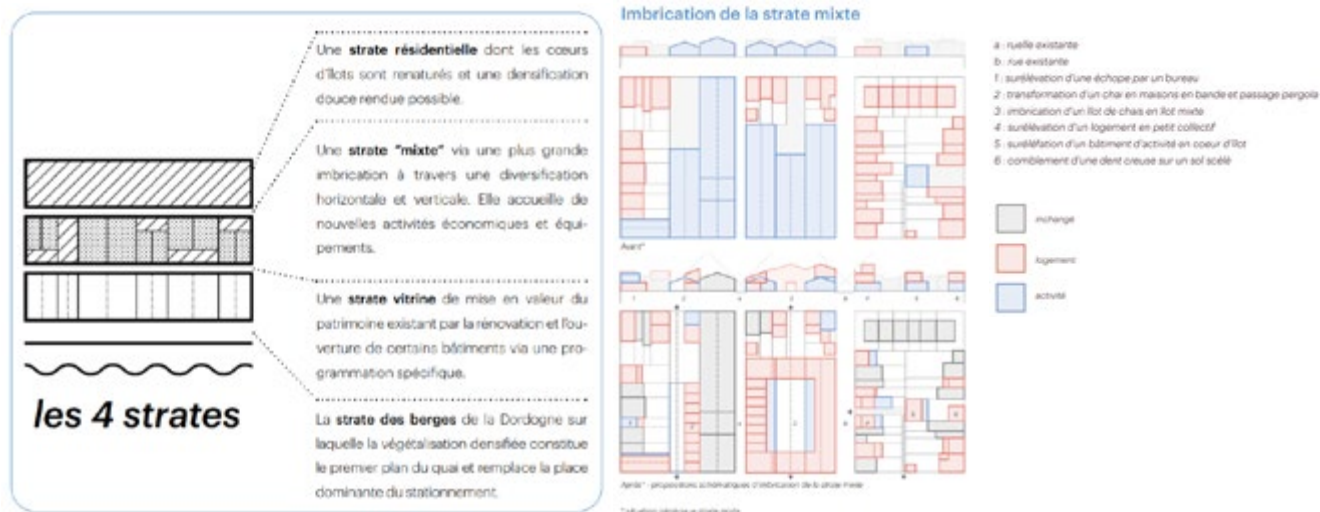 Une strate résidentielle dont les cœurs
d'îlots sont renaturés et une densification
douce rendue possible.
Une strate "mixte" via une plus grande
imbrication à travers une diversification
horizontale et verticale. Elle accueille de
nouvelles activités économiques et équi-
pements.
Une strate vitrine de mise en valeur du
patrimoine existant par la rénovation et l'ou-
verture de certains bâtiments via une pro-
grammation spécifique.
La strate des berges de la Dordogne sur
laquelle la végétalisation densifiée constitue
le premier plan du quai et remplace la place
dominante du stationnement.
les 4 strates
Imbrication de la strate mixte
Avant*
Après* - propositions schématiques d'imbrication de la strate mixte
a : ruelle existante
b : rue existante
1 : surélévation d'une échope par un bureau
2 : transformation d'un chai en maisons en bande et passage pergola
3 : imbrication d'un îlot de chais en îlot mixte
4 : surélévation d'un logement en petit collectif
5 : surélévation d'un bâtiment d'activité en coeur d'îlot
6 : comblement d'une dent creuse sur un sol scellé
inchangé
logement
activité